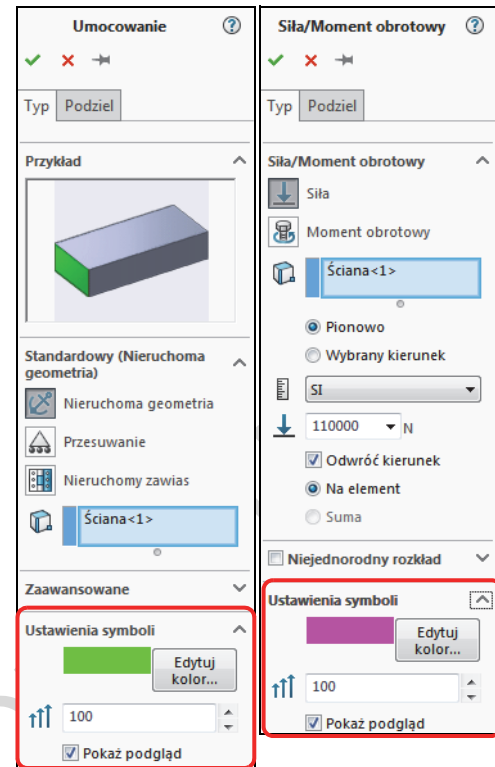 Umocowanie
Typ
Podziel
Przykład
Standardowy (Nieruchoma
geometria)
Nieruchoma geometria
Przesuwanie
Nieruchomy zawias
Ściana<1>
Zaawansowane
Ustawienia symboli
Edytuj
kolor...
100
Pokaż podgląd
Siła/Moment obrotowy
Typ
Podziel
Siła/Moment obrotowy
Siła
Moment obrotowy
Ściana<1>
Pionowo
Wybrany kierunek
SI
110000 N
Odwróć kierunek
Na element
Suma
Niejednorodny rozkład
Ustawienia symboli
Edytuj
kolor...
100
Pokaż podgląd